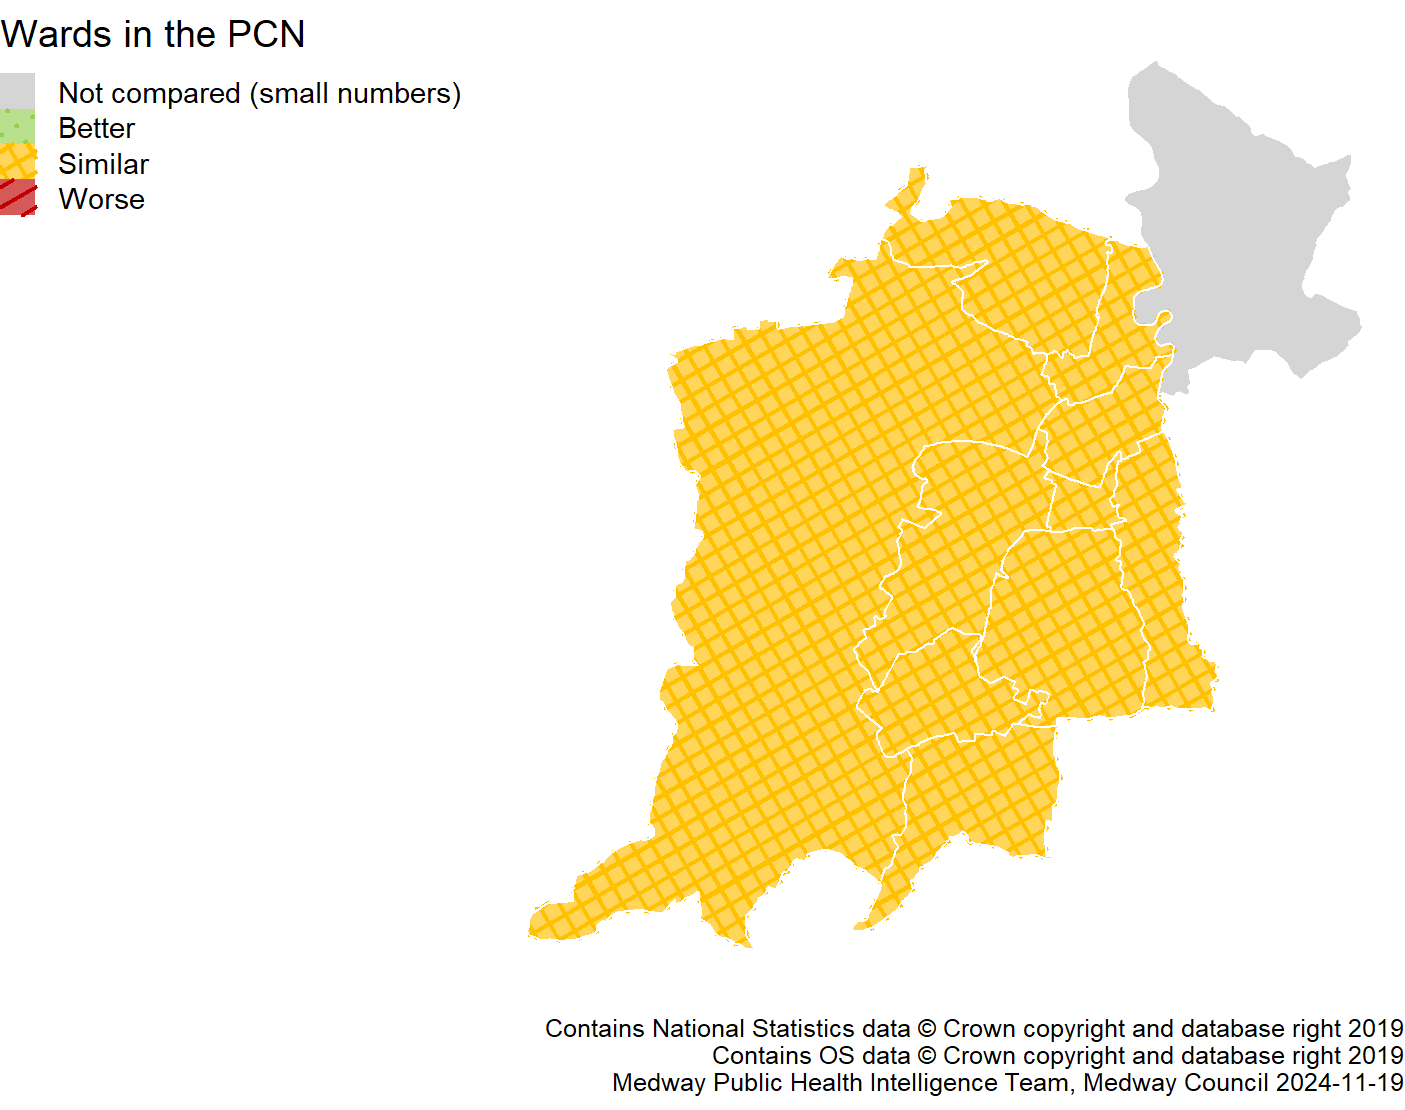 Wards in the PCN
Not compared (small numbers)
Better
Similar
Worse
Contains National Statistics data © Crown copyright and database right 2019
Contains OS data © Crown copyright and database right 2019
Medway Public Health Intelligence Team, Medway Council 2024-11-19